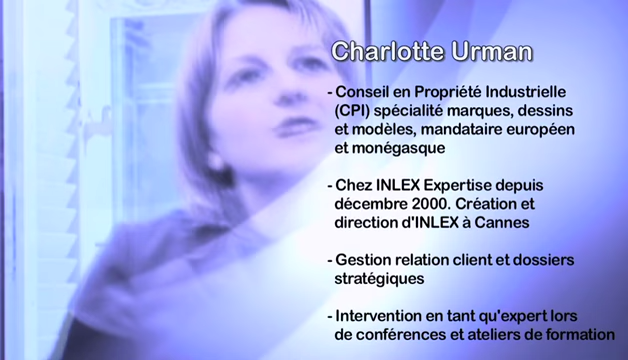 Charlotte Urman
- Conseil en Propriété Industrielle
(CPI) spécialité marques, dessins
et modèles, mandataire européen
et monégasque
- Chez INLEX Expertise depuis
décembre 2000. Création et
direction d'INLEX à Cannes
- Gestion relation client et dossiers
stratégiques
- Intervention en tant qu'expert lors
de conférences et ateliers de formation